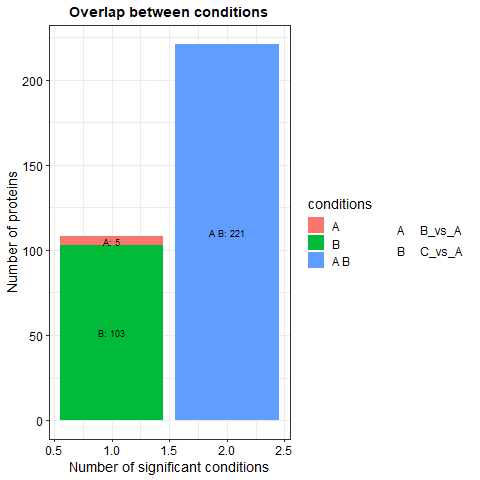 Overlap between conditions
Number of proteins
200
150
100
50
0
A: 5
B: 103
A B: 221
0.5 1.0 1.5 2.0 2.5
Number of significant conditions
conditions
A
B
A B
A B_vs_A
B C_vs_A